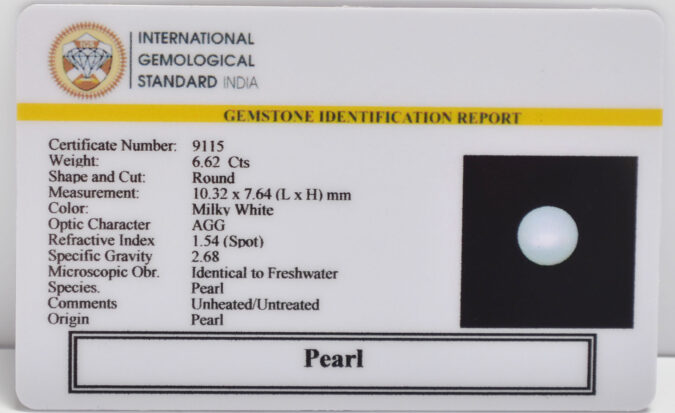 IGS
INTERNATIONAL
GEMOLOGICAL
STANDARD INDIA
GEMSTONE IDENTIFICATION REPORT
Certificate Number: 9115
Weight: 6.62 Cts
Shape and Cut: Round
Measurement: 10.32 x 7.64 (L x H) mm
Color: Milky White
Optic Character AGG
Refractive Index 1.54 (Spot)
Specific Gravity 2.68
Microscopic Obr. Identical to Freshwater
Species. Pearl
Comments Unheated/Untreated
Origin Pearl
Pearl